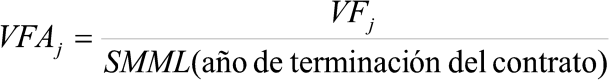 VFA_j = VF_j / SMML(año de terminación del contrato)